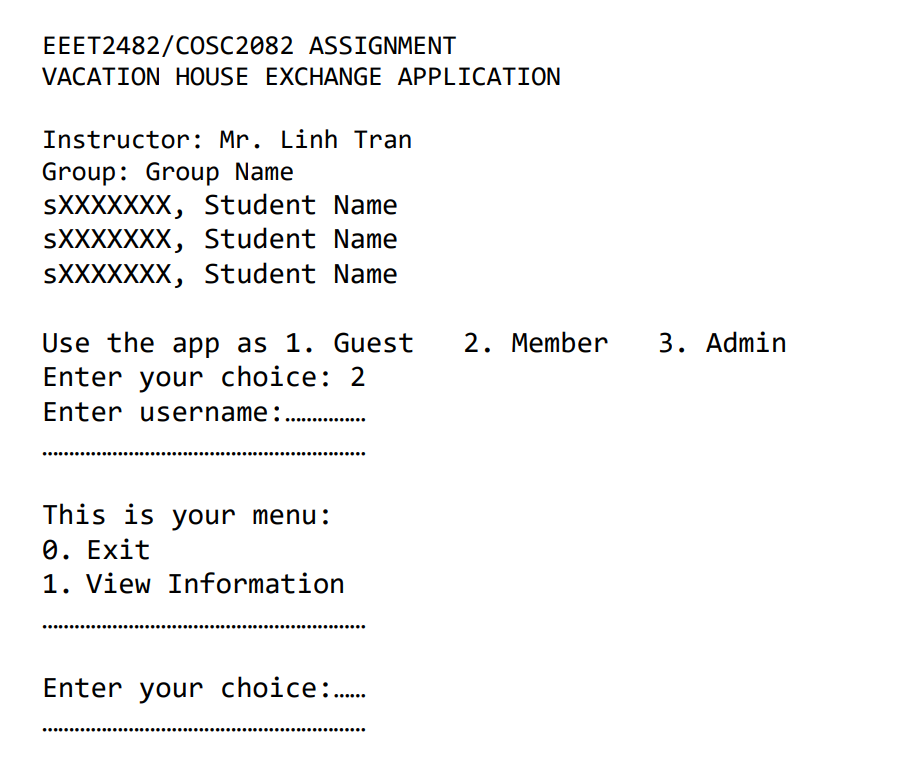 EEET2482/COSC2082 ASSIGNMENT
VACATION HOUSE EXCHANGE APPLICATION
Instructor: Mr. Linh Tran
Group: Group Name
sXXXXXXX, Student Name
sXXXXXXX, Student Name
sXXXXXXX, Student Name
Use the app as 1. Guest   2. Member   3. Admin
Enter your choice: 2
Enter username:……………
…………………………………………………………
This is your menu:
0. Exit
1. View Information
…………………………………………………………
Enter your choice:……
…………………………………………………………